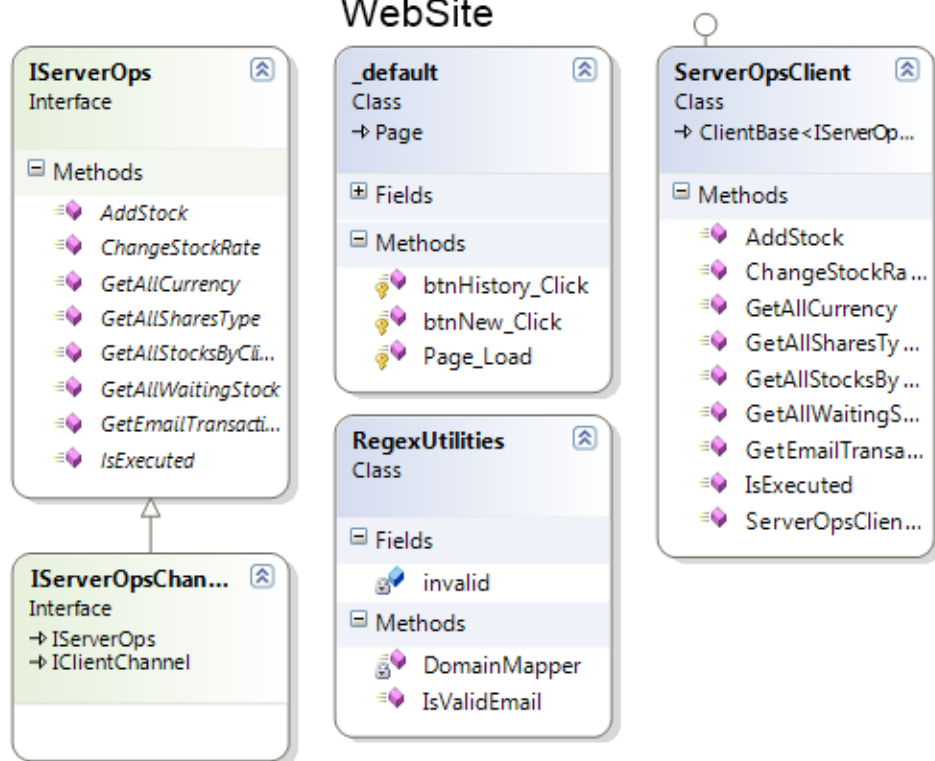 WebSite
IServerOps
Interface
Methods
AddStock
ChangeStockRate
GetAllCurrency
GetAllSharesType
GetAllStocksByCli...
GetAllWaitingStock
GetEmailTransacti...
IsExecuted
IServerOpsChan...
Interface
IServerOps
IClientChannel
_default
Class
Page
Fields
Methods
btnHistory_Click
btnNew_Click
Page_Load
RegexUtilities
Class
Fields
invalid
Methods
DomainMapper
IsValidEmail
ServerOpsClient
Class
ClientBase<IServerOp...
Methods
AddStock
ChangeStockRa...
GetAllCurrency
GetAllSharesTy...
GetAllStocksBy...
GetAllWaitingS...
GetEmailTransa...
IsExecuted
ServerOpsClien...